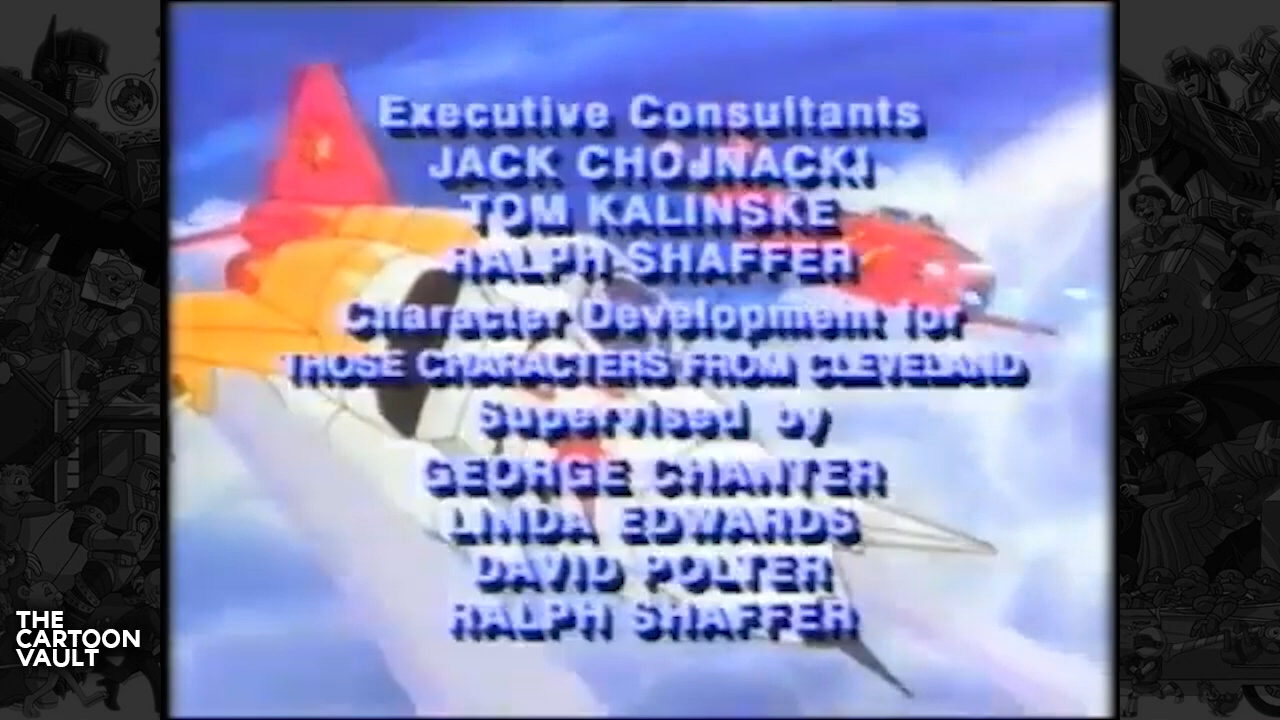 Executive Consultants
JACK CHOJNACKI
TOM KALINSKE
RALPH SHAFFER
Character Development for
THOSE CHARACTERS FROM CLEVELAND
Supervised by
GEORGE CHANTER
LINDA EDWARDS
DAVID POLTER
RALPH SHAFFER
THE
CARTOON
VAULT